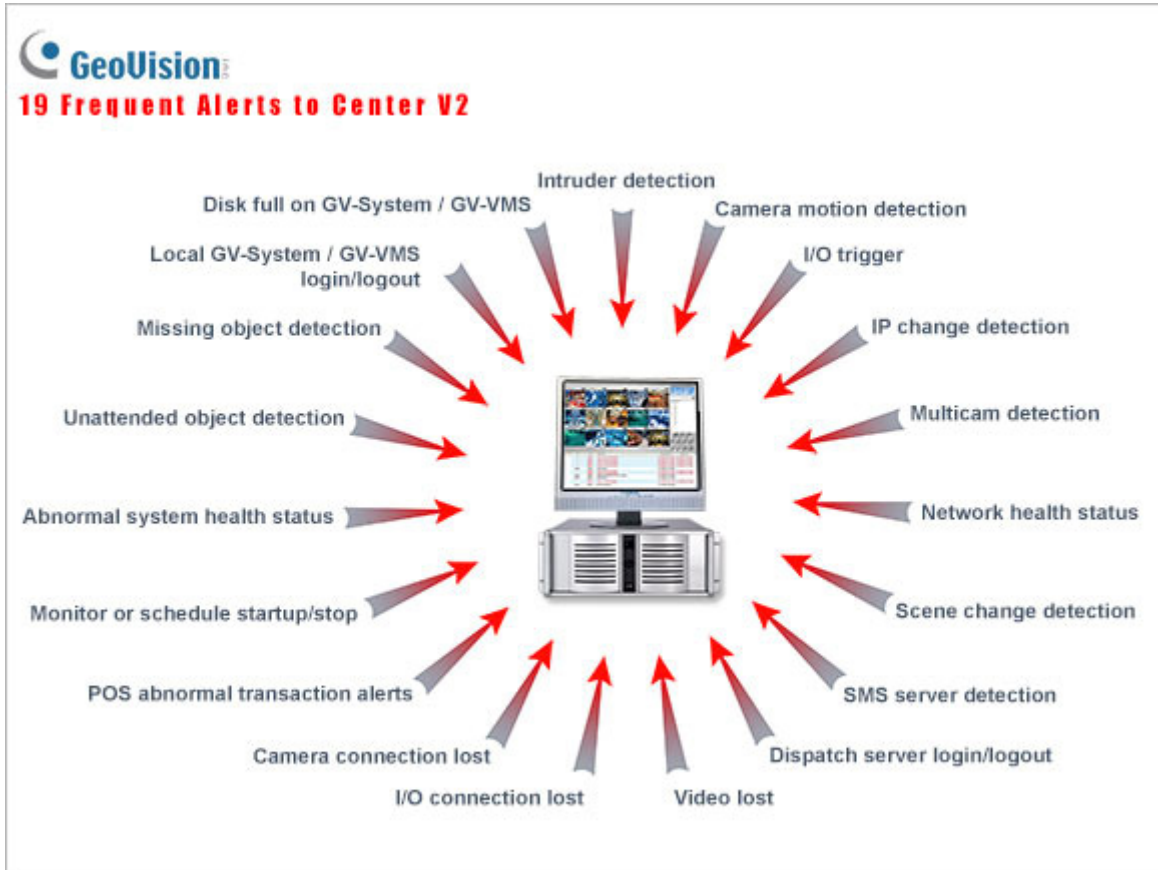 GeoVision
19 Frequent Alerts to Center V2
Intruder detection
Disk full on GV-System / GV-VMS
Camera motion detection
Local GV-System / GV-VMS
login/logout
I/O trigger
Missing object detection
IP change detection
Unattended object detection
Multicam detection
Abnormal system health status
Network health status
Monitor or schedule startup/stop
Scene change detection
POS abnormal transaction alerts
SMS server detection
Camera connection lost
Dispatch server login/logout
I/O connection lost
Video lost